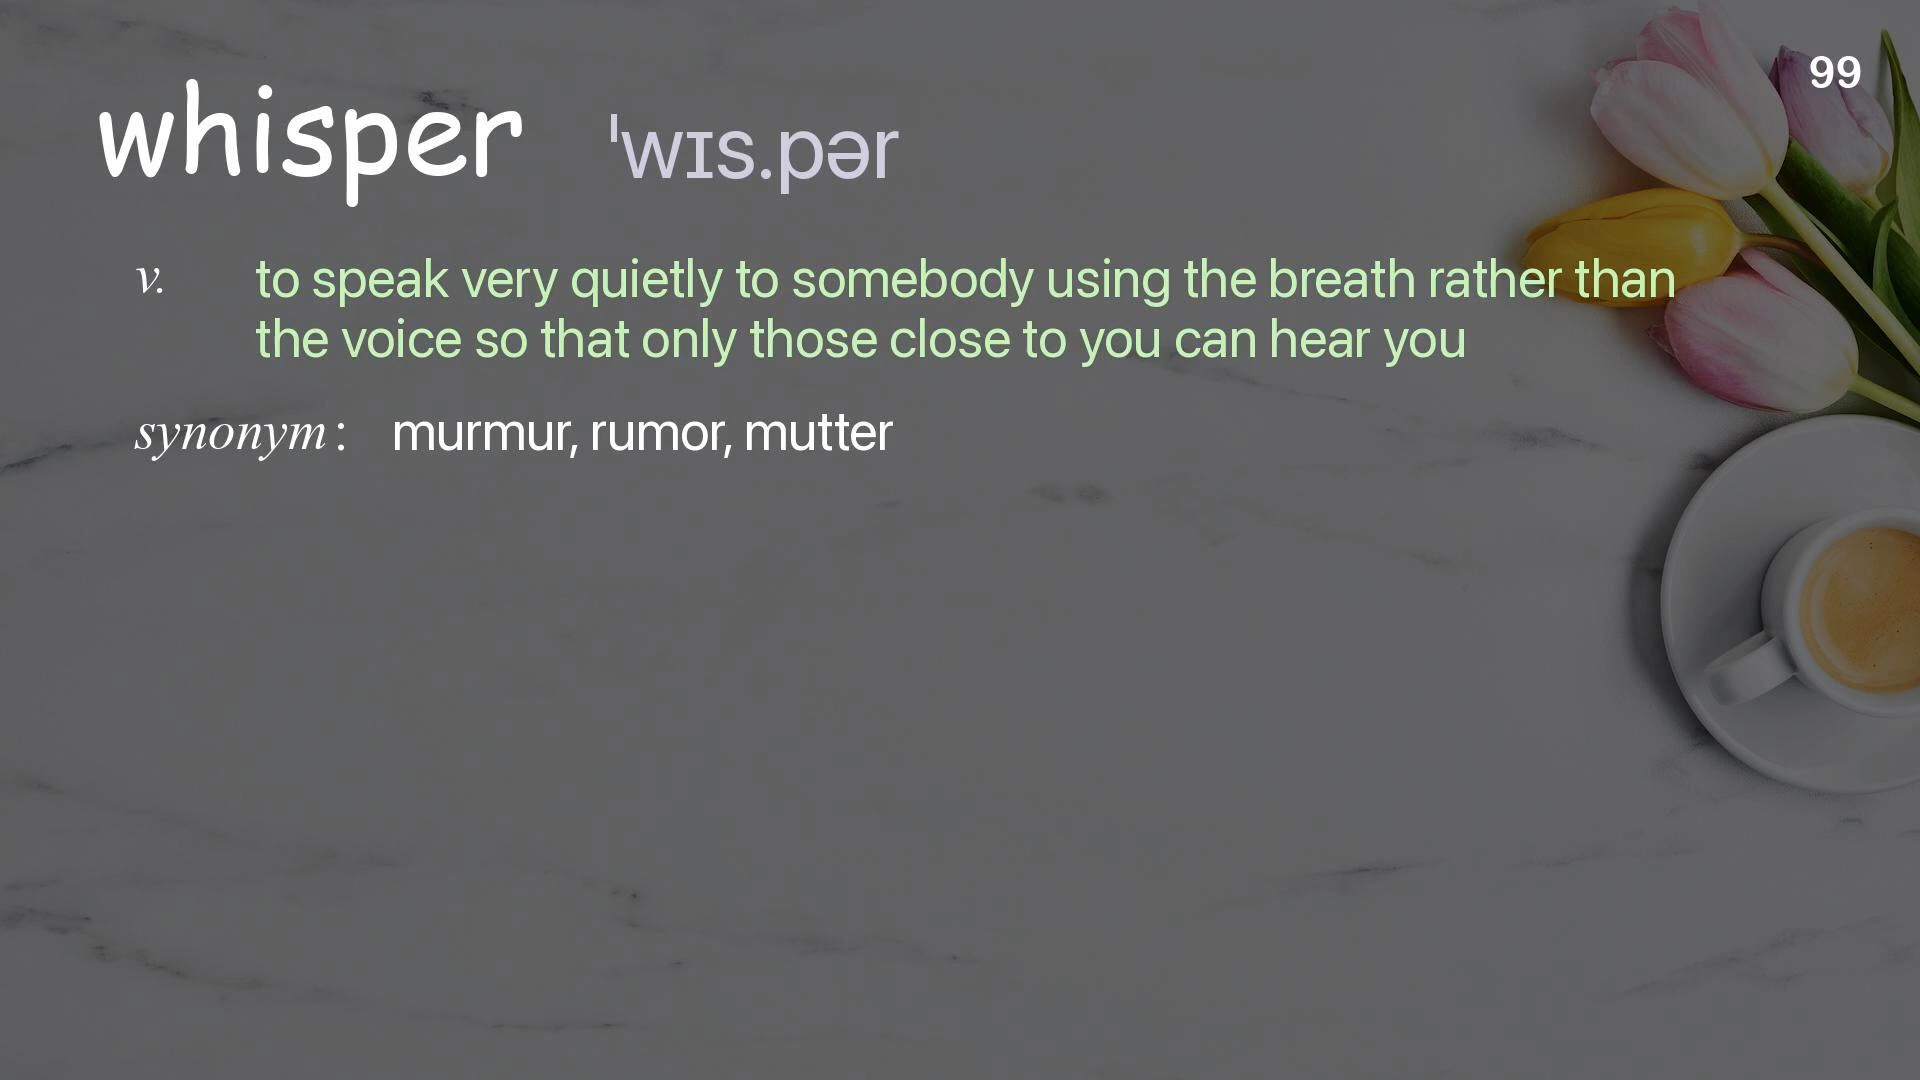 99
whisper ˈwɪs.pər
v. to speak very quietly to somebody using the breath rather than
the voice so that only those close to you can hear you
synonym: murmur, rumor, mutter